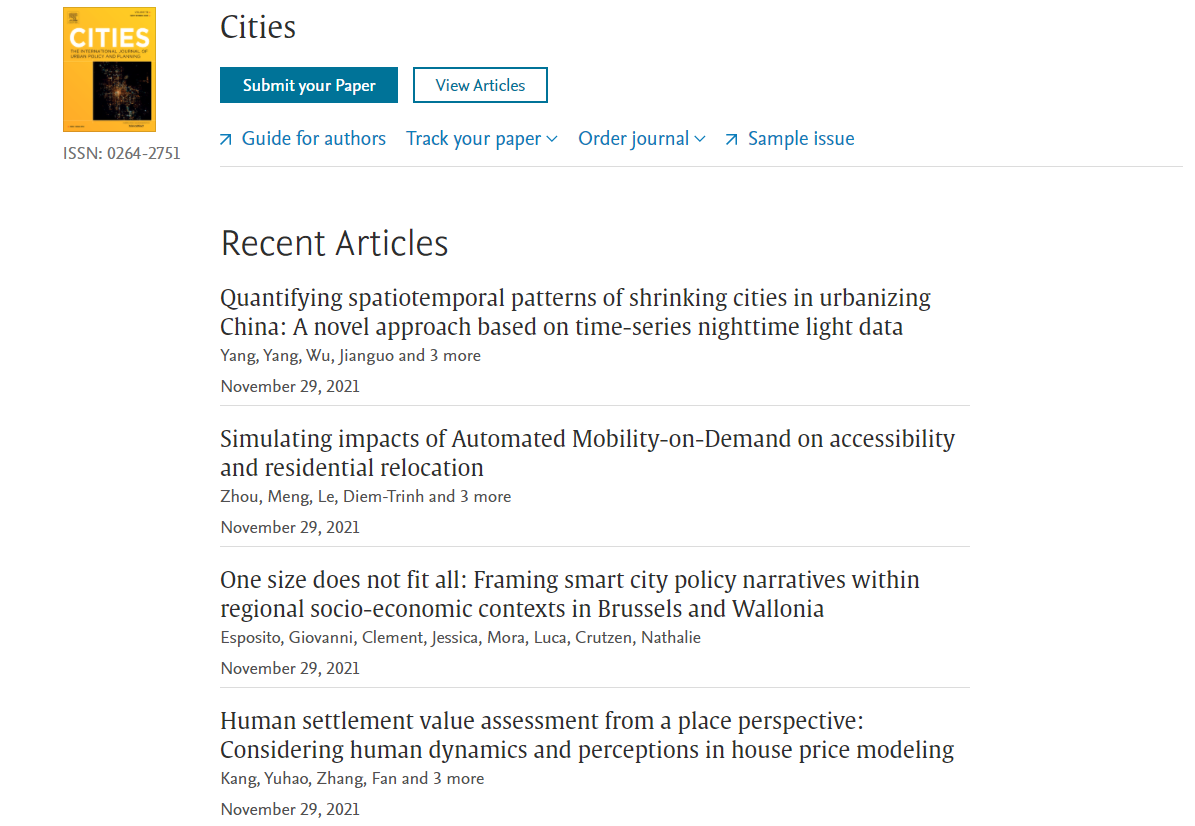 CITIES
THE INTERNATIONAL JOURNAL OF
URBAN POLICY AND PLANNING
ISSN: 0264-2751
Cities
Submit your Paper
View Articles
Guide for authors
Track your paper
Order journal
Sample issue
Recent Articles
Quantifying spatiotemporal patterns of shrinking cities in urbanizing
China: A novel approach based on time-series nighttime light data
Yang, Yang, Wu, Jianguo and 3 more
November 29, 2021
Simulating impacts of Automated Mobility-on-Demand on accessibility
and residential relocation
Zhou, Meng, Le, Diem-Trinh and 3 more
November 29, 2021
One size does not fit all: Framing smart city policy narratives within
regional socio-economic contexts in Brussels and Wallonia
Esposito, Giovanni, Clement, Jessica, Mora, Luca, Crutzen, Nathalie
November 29, 2021
Human settlement value assessment from a place perspective:
Considering human dynamics and perceptions in house price modeling
Kang, Yuhao, Zhang, Fan and 3 more
November 29, 2021